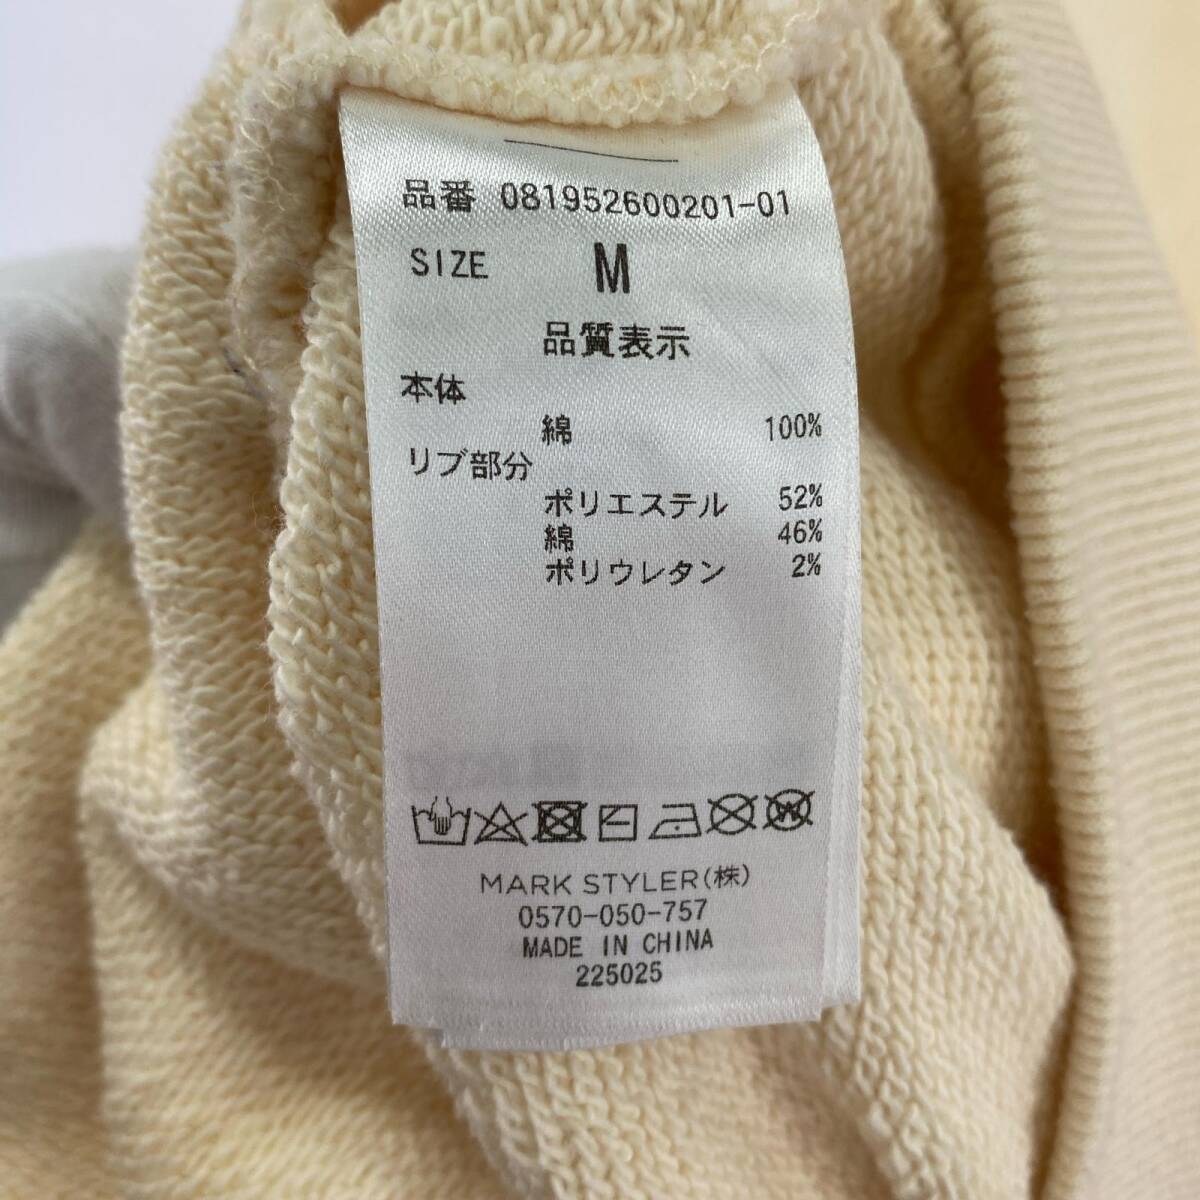 品番 081952600201-01
SIZE M
品質表示
本体
綿 100%
リブ部分
ポリエステル 52%
綿 46%
ポリウレタン 2%
MARK STYLER(株)
0570-050-757
MADE IN CHINA
225025